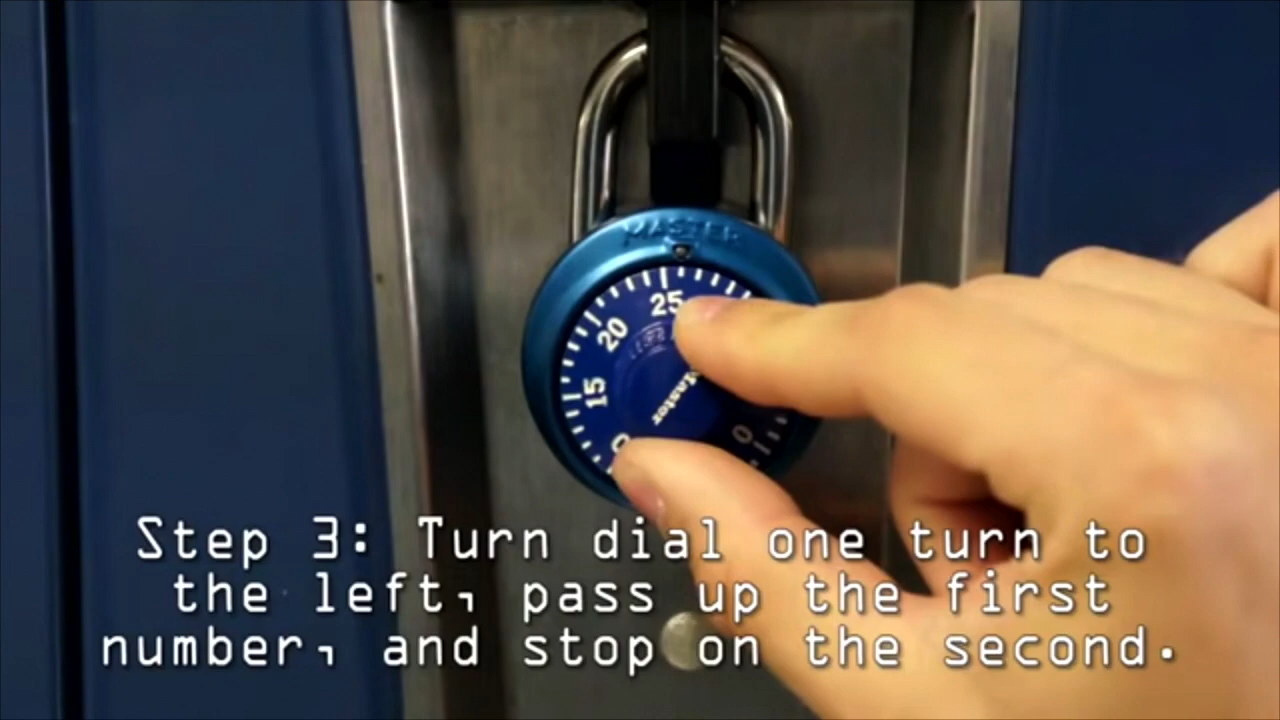 MASTER
25
20
15
0
Master
Step 3: Turn dial one turn to
the left, pass up the first
number, and stop on the second.